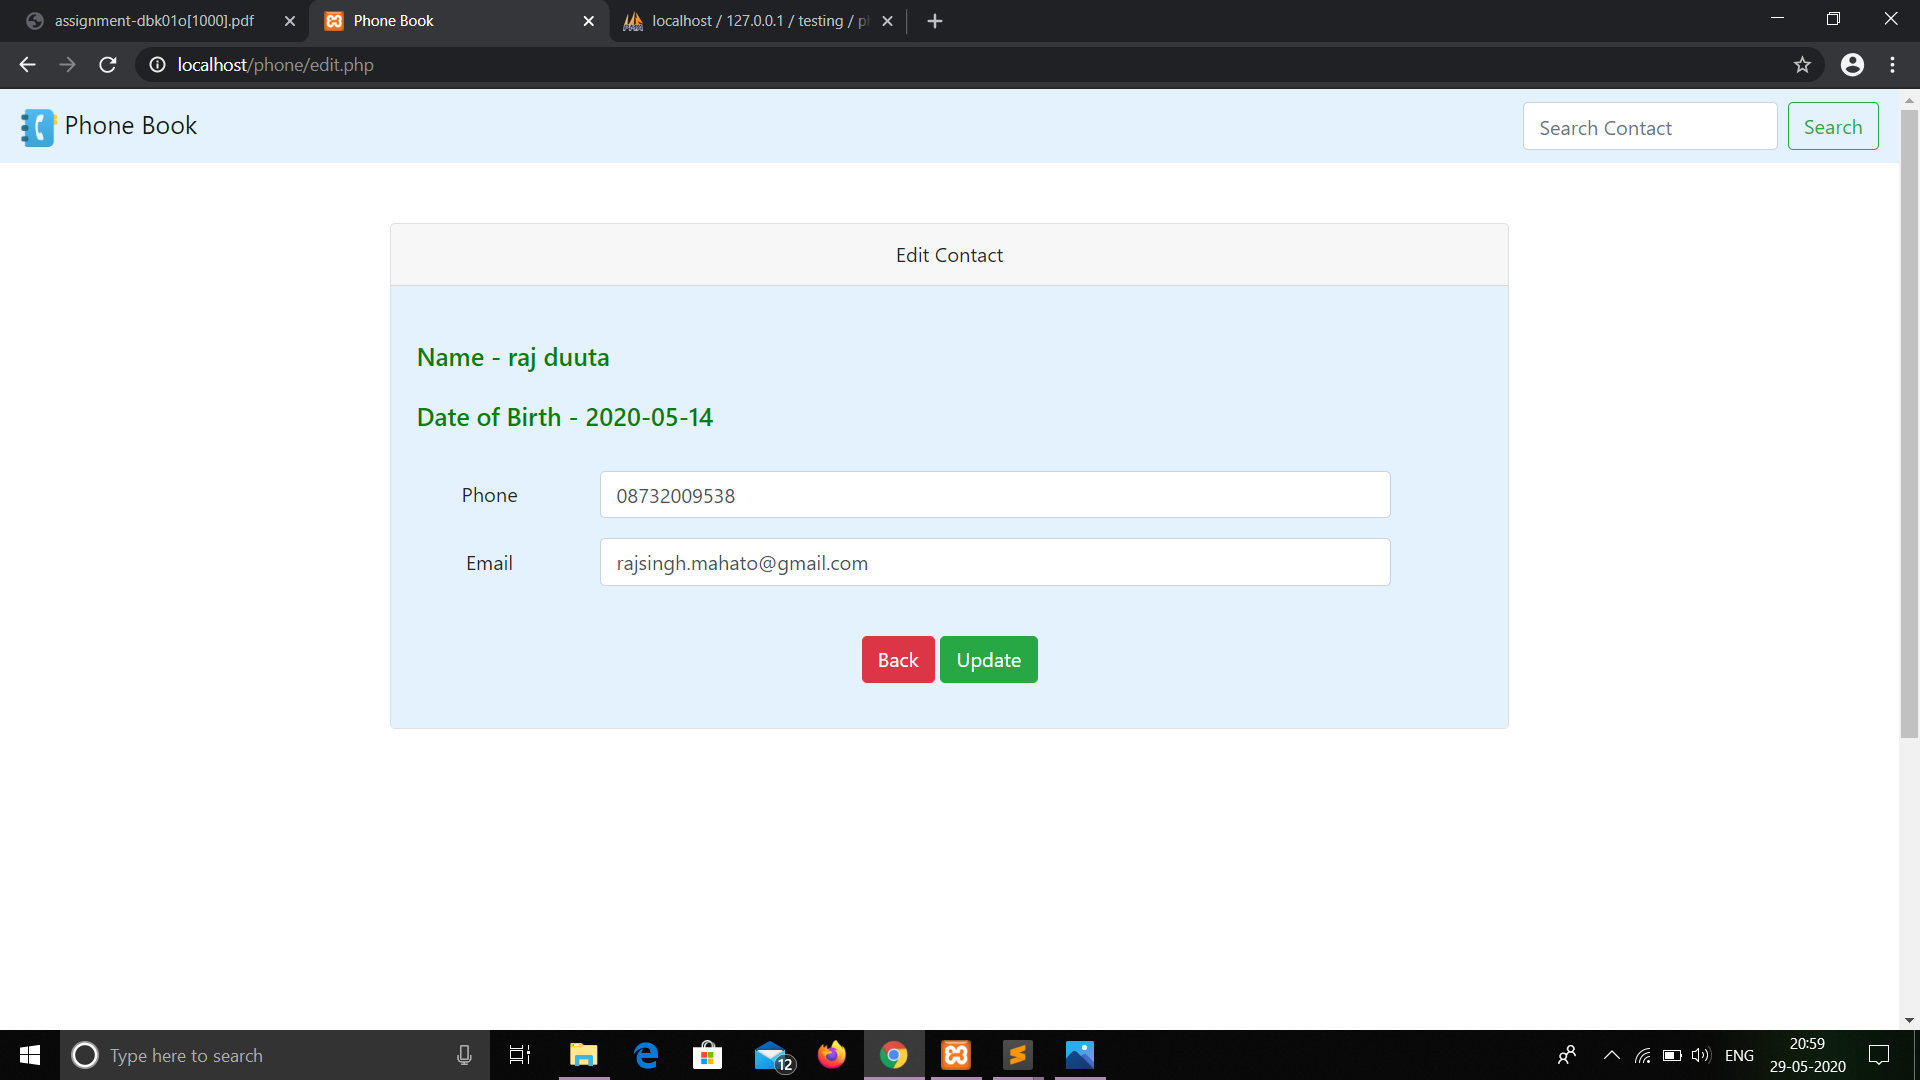 assignment-dbk01o[1000].pdf
Phone Book
localhost / 127.0.0.1 / testing /
localhost/phone/edit.php
Phone Book
Search Contact
Search
Edit Contact
Name - raj duuta
Date of Birth - 2020-05-14
Phone
08732009538
Email
rajsingh.mahato@gmail.com
Back
Update
Type here to search
12
ENG
20:59
29-05-2020